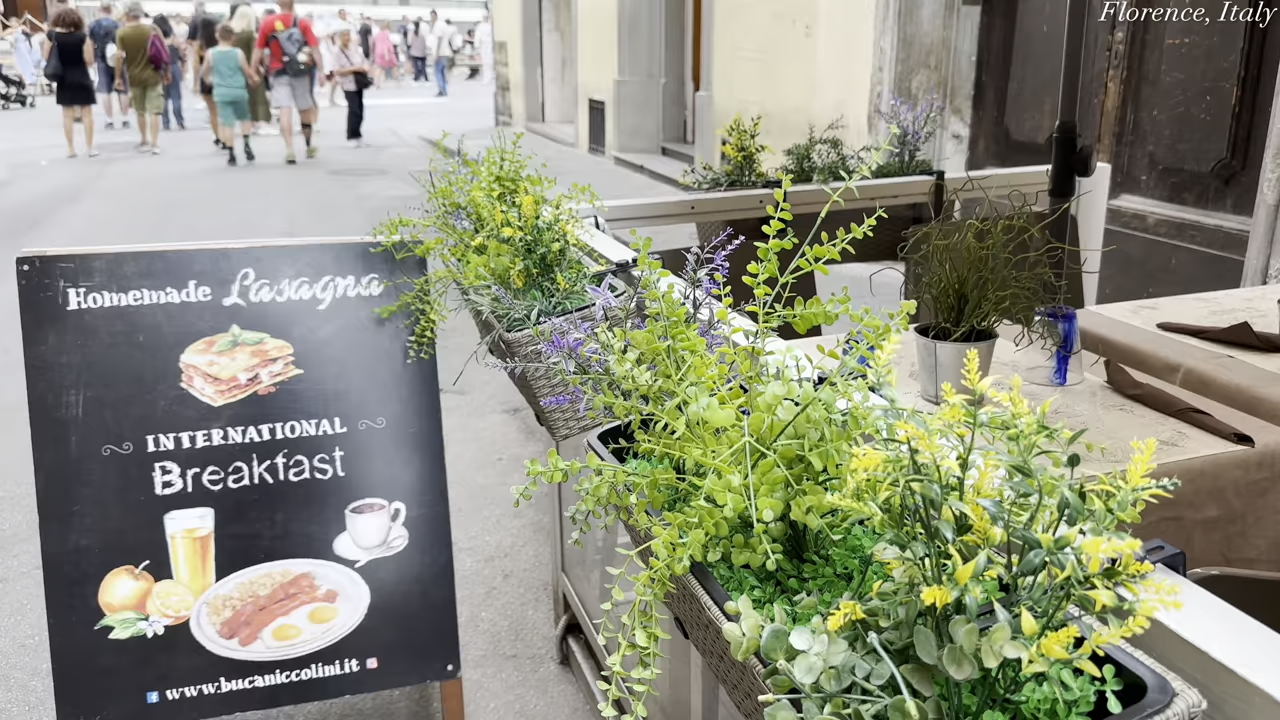 Florence, Italy
Homemade Lasagna
INTERNATIONAL
Breakfast
www.bucaniccolini.it